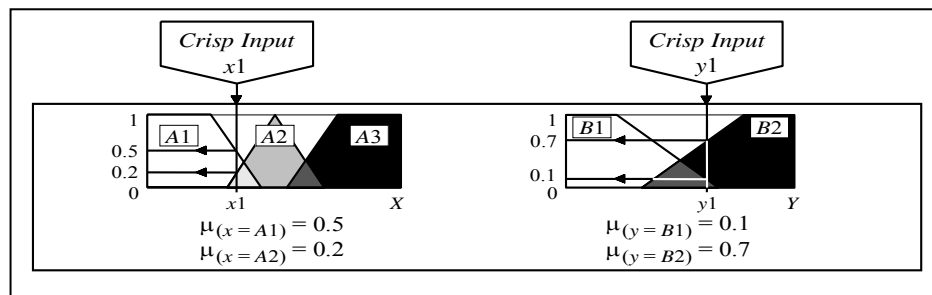 Crisp Input
x1
Crisp Input
y1
1
0.5
0.2
0
A1
A2
A3
x1
X
1
0.7
0.1
0
B1
B2
y1
Y
μ(x = A1) = 0.5
μ(x = A2) = 0.2
μ(y = B1) = 0.1
μ(y = B2) = 0.7